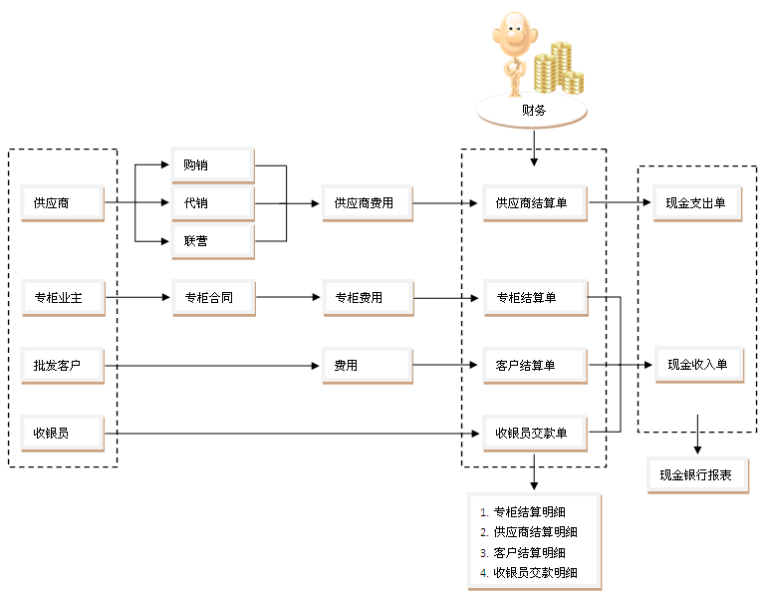 财务
购销
供应商
代销
供应商费用
供应商结算单
现金支出单
联营
专柜业主
专柜合同
专柜费用
专柜结算单
批发客户
费用
客户结算单
现金收入单
收银员
收银员交款单
现金银行报表
1. 专柜结算明细
2. 供应商结算明细
3. 客户结算明细
4. 收银员交款明细